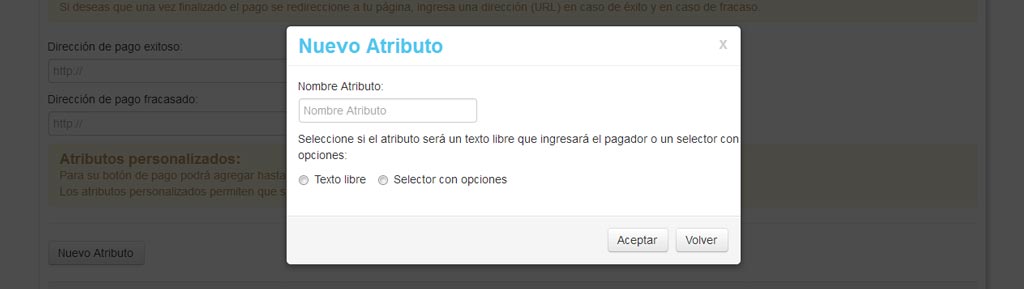 Si deseas que una vez finalizado el pago se redireccione a tu página, ingresa una dirección (URL) en caso de éxito y en caso de fracaso.
Dirección de pago exitoso:
http://
Dirección de pago fracasado:
http://
Atributos personalizados:
Para su botón de pago podrá agregar hasta
Los atributos personalizados permiten que s
Nuevo Atributo
Nuevo Atributo
x
Nombre Atributo:
Nombre Atributo
Seleccione si el atributo será un texto libre que ingresará el pagador o un selector con
opciones:
Texto libre Selector con opciones
Aceptar Volver